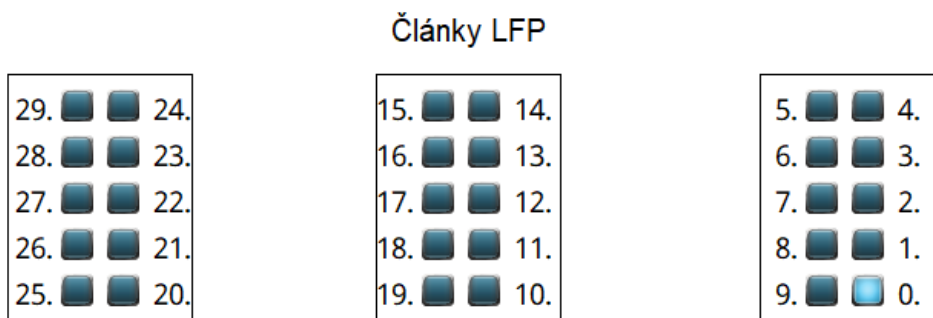 Články LFP
29. 24. 15. 14. 5. 4.
28. 23. 16. 13. 6. 3.
27. 22. 17. 12. 7. 2.
26. 21. 18. 11. 8. 1.
25. 20. 19. 10. 9. 0.